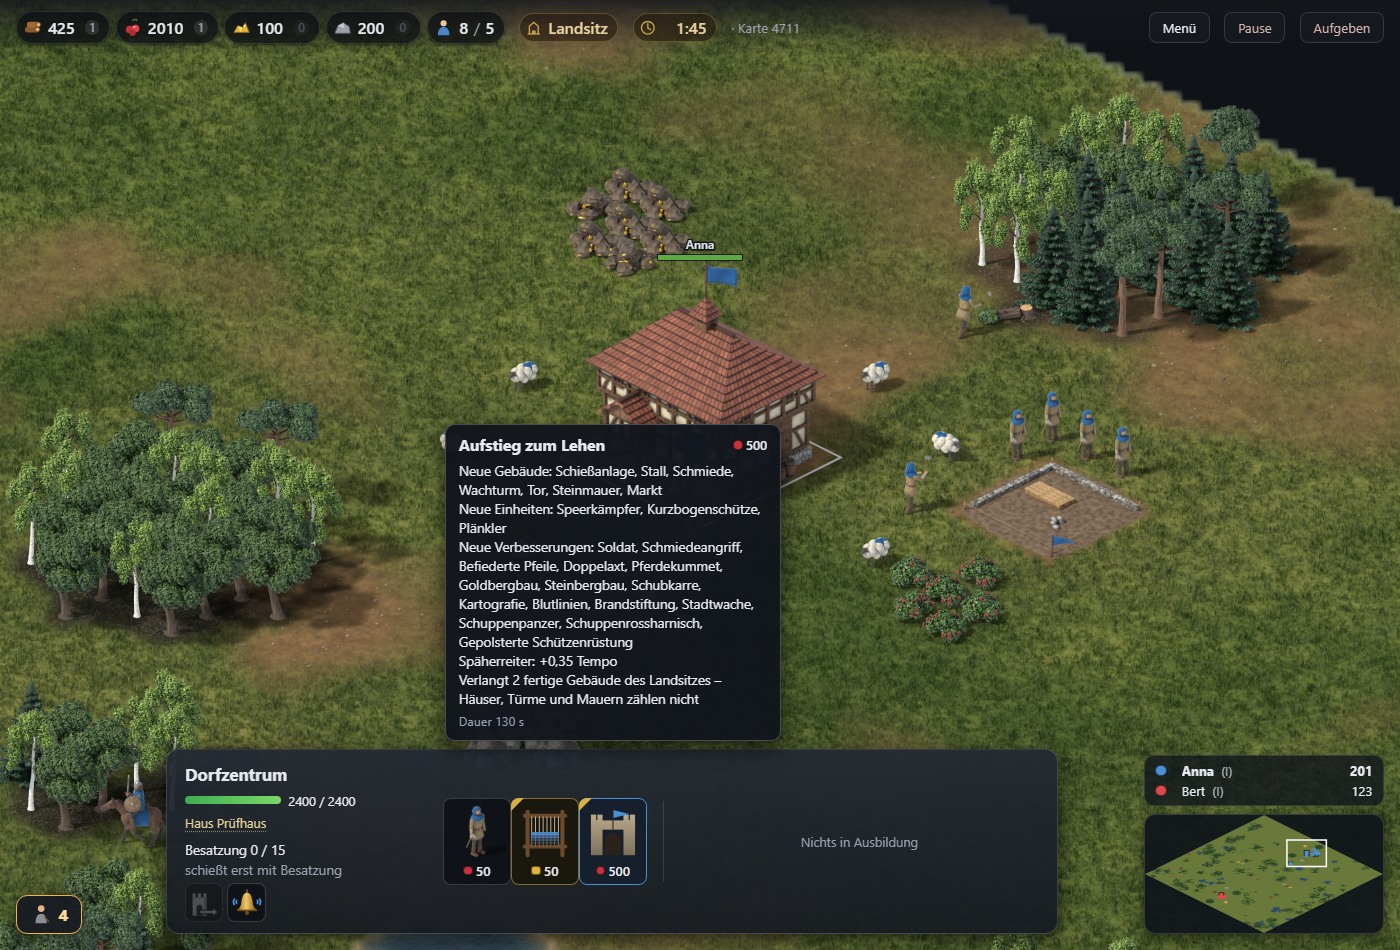 425 1 2010 1 100 0 200 0 8 / 5 Landsitz 1:45 · Karte 4711 Menü Pause Aufgeben
Anna
Aufstieg zum Lehen 500
Neue Gebäude: Schießanlage, Stall, Schmiede,
Wachturm, Tor, Steinmauer, Markt
Neue Einheiten: Speerkämpfer, Kurzbogenschütze,
Plänkler
Neue Verbesserungen: Soldat, Schmiedeangriff,
Befiederte Pfeile, Doppelaxt, Pferdekummet,
Goldbergbau, Steinbergbau, Schubkarre,
Kartografie, Blutlinien, Brandstiftung, Stadtwache,
Schuppenpanzer, Schuppenrossharnisch,
Gepolsterte Schützenrüstung
Späherreiter: +0,35 Tempo
Verlangt 2 fertige Gebäude des Landsitzes –
Häuser, Türme und Mauern zählen nicht
Dauer 130 s
Dorfzentrum
2400 / 2400
Haus Prüfhaus
Besatzung 0 / 15
schießt erst mit Besatzung
50 50 500
Nichts in Ausbildung
4
Anna (I) 201
Bert (I) 123